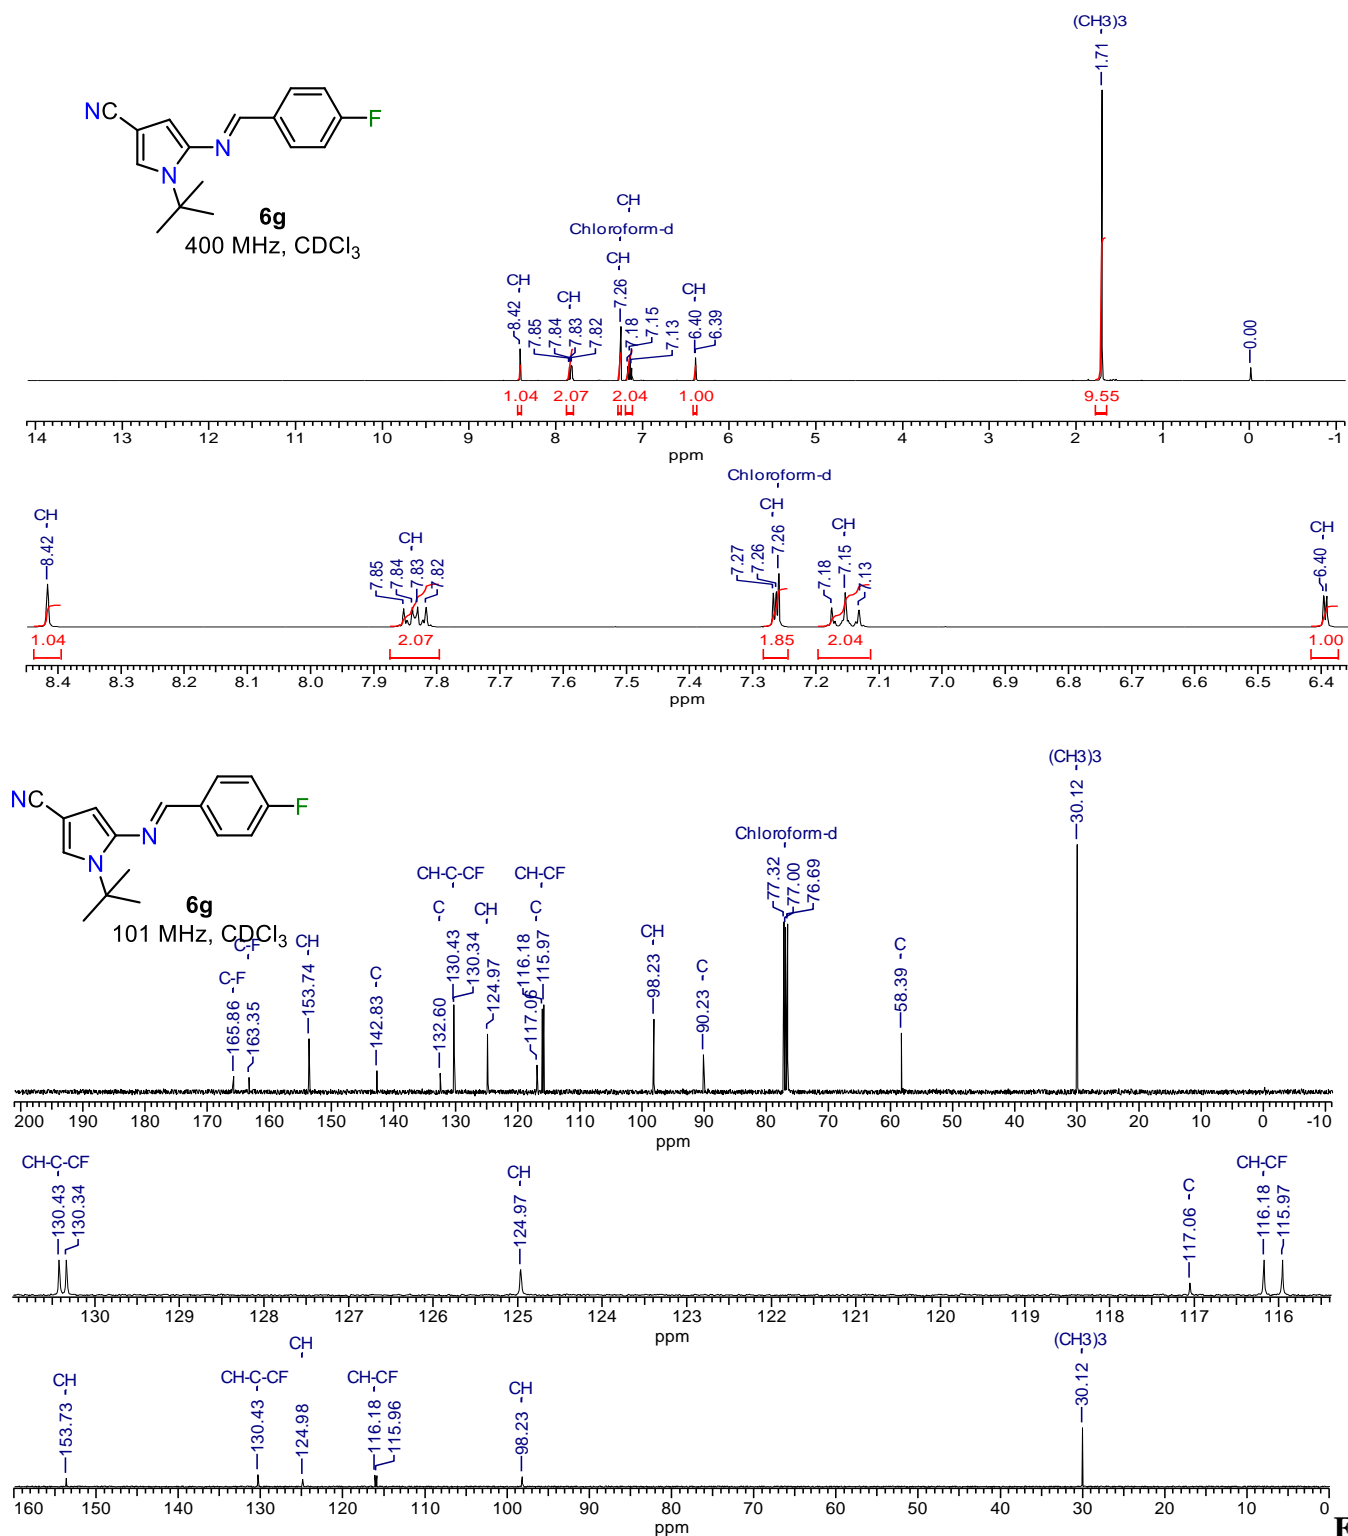 (CH3)3
1.71
NC
N
N
F
6g
400 MHz, CDCl3
CH
Chloroform-d
CH
CH
CH
CH
8.42
7.85
7.84
7.83
7.82
7.26
7.18
7.15
7.13
6.40
6.39
0.00
1.04 2.07 2.04 1.00 9.55
14 13 12 11 10 9 8 7 6 5 4 3 2 1 0 -1
ppm
Chloroform-d
CH
CH
CH
CH
CH
8.42
7.85
7.84
7.83
7.82
7.27
7.26
7.26
7.18
7.15
7.13
6.40
1.04 2.07 1.85 2.04 1.00
8.4 8.3 8.2 8.1 8.0 7.9 7.8 7.7 7.6 7.5 7.4 7.3 7.2 7.1 7.0 6.9 6.8 6.7 6.6 6.5 6.4
ppm
(CH3)3
30.12
NC
N
N
F
6g
101 MHz, CDCl3
Chloroform-d
77.32
77.00
76.69
CH-C-CF CH-CF
C CH C
C-F CH CH
C-F C C C
165.86
163.35
153.74
142.83
132.60
130.43
130.34
124.97
117.06
116.18
115.97
98.23
90.23
58.39
200 190 180 170 160 150 140 130 120 110 100 90 80 70 60 50 40 30 20 10 0 -10
ppm
CH-C-CF CH C CH-CF
130.43
130.34
124.97
117.06
116.18
115.97
130 129 128 127 126 125 124 123 122 121 120 119 118 117 116
ppm
CH CH-C-CF CH CH-CF CH (CH3)3
153.73
130.43
124.98
116.18
115.96
98.23
30.12
160 150 140 130 120 110 100 90 80 70 60 50 40 30 20 10 0
ppm